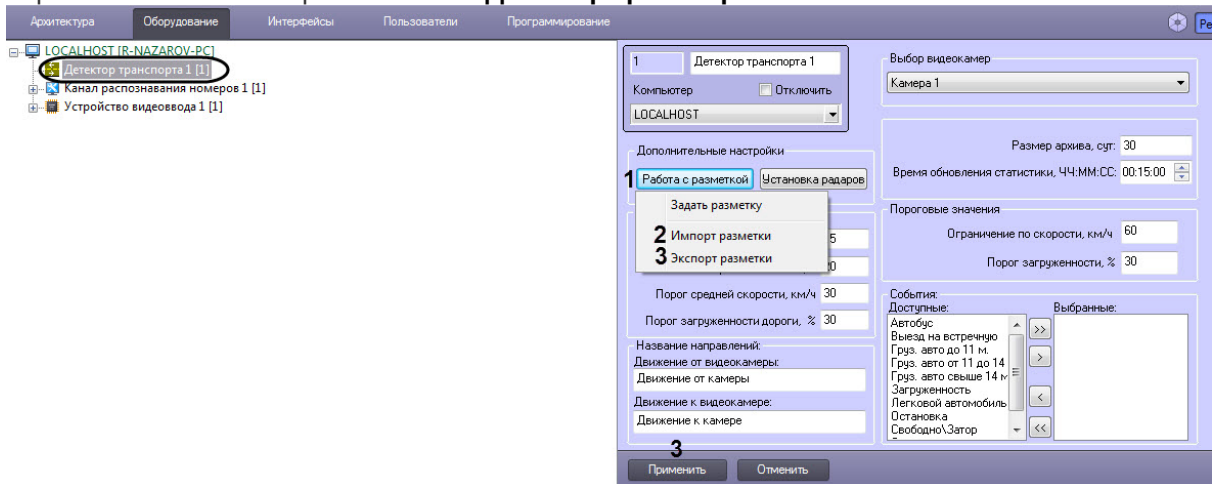 Архитектура Оборудование Интерфейсы Пользователи Программирование
LOCALHOST [R-NAZAROV-PC]
Детектор транспорта 1 [1]
Канал распознавания номеров 1 [1]
Устройство видеоввода 1 [1]
1 Детектор транспорта 1
Компьютер Отключить
LOCALHOST
Дополнительные настройки
1 Работа с разметкой Установка радаров
Задать разметку
2 Импорт разметки
3 Экспорт разметки
Порог средней скорости, км/ч 30
Порог загруженности дороги, % 30
Название направлений:
Движение от видеокамеры:
Движение от камеры
Движение к видеокамере:
Движение к камере
Выбор видеокамер
Камера 1
Размер архива, сут: 30
Время обновления статистики, ЧЧ:ММ:СС: 00:15:00
Пороговые значения
Ограничение по скорости, км/ч 60
Порог загруженности, % 30
События:
Доступные: Выбранные:
Автобус
Выезд на встречную
Груз. авто до 11 м.
Груз. авто от 11 до 14
Груз. авто свыше 14 м
Загруженность
Легковой автомобиль
Остановка
Свободно\Затор
>>
>
<
<<
3
Применить Отменить